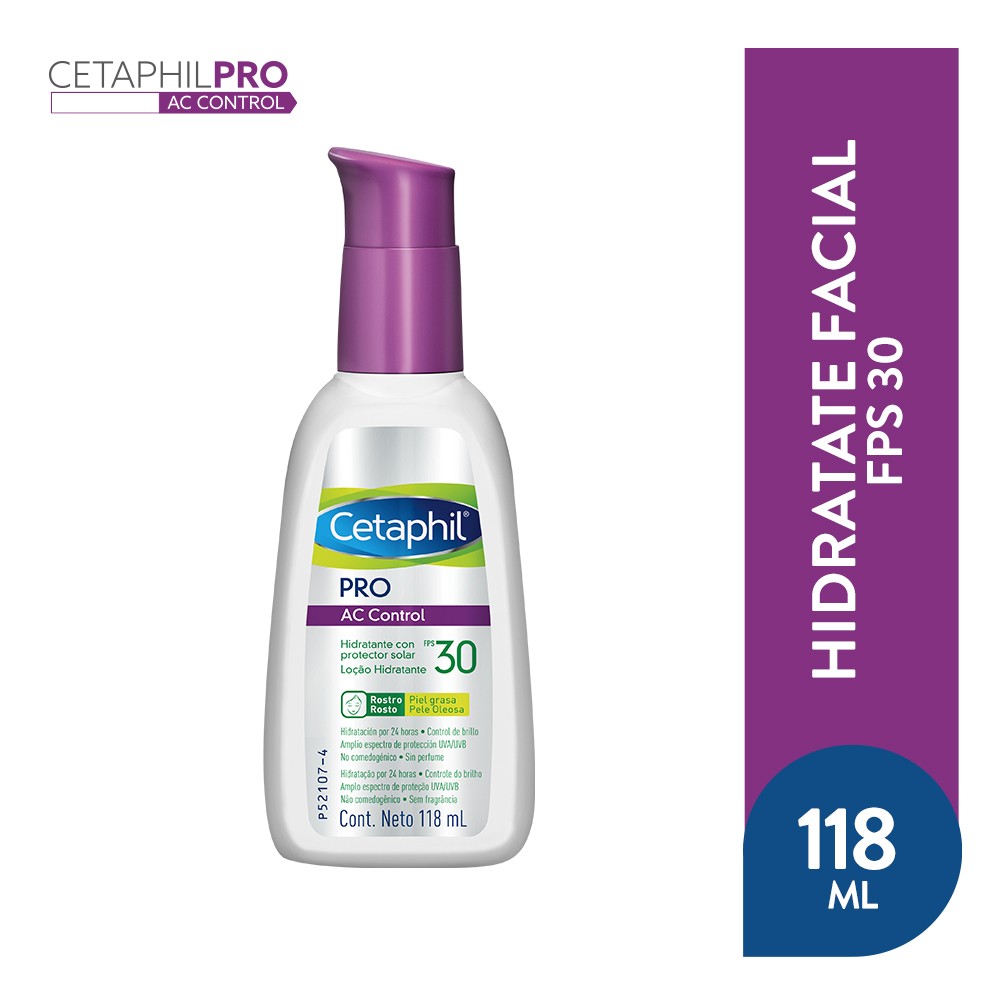 CETAPHILPRO
AC CONTROL
Cetaphil®
PRO
AC Control
Hidratante con
protector solar
Loção Hidratante
FPS 30
Rostro
Rosto
Piel grasa
Pele Oleosa
Hidratación por 24 horas • Control de brillo
Amplio espectro de protección UVA/UVB
No comedogénico • Sin perfume
Hidratação por 24 horas • Controle do brilho
Amplo espectro de proteção UVA/UVB
Não comedogênico • Sem fragrância
Cont. Neto 118 mL
P52107-4
HIDRATATE FACIAL
FPS 30
118
ML